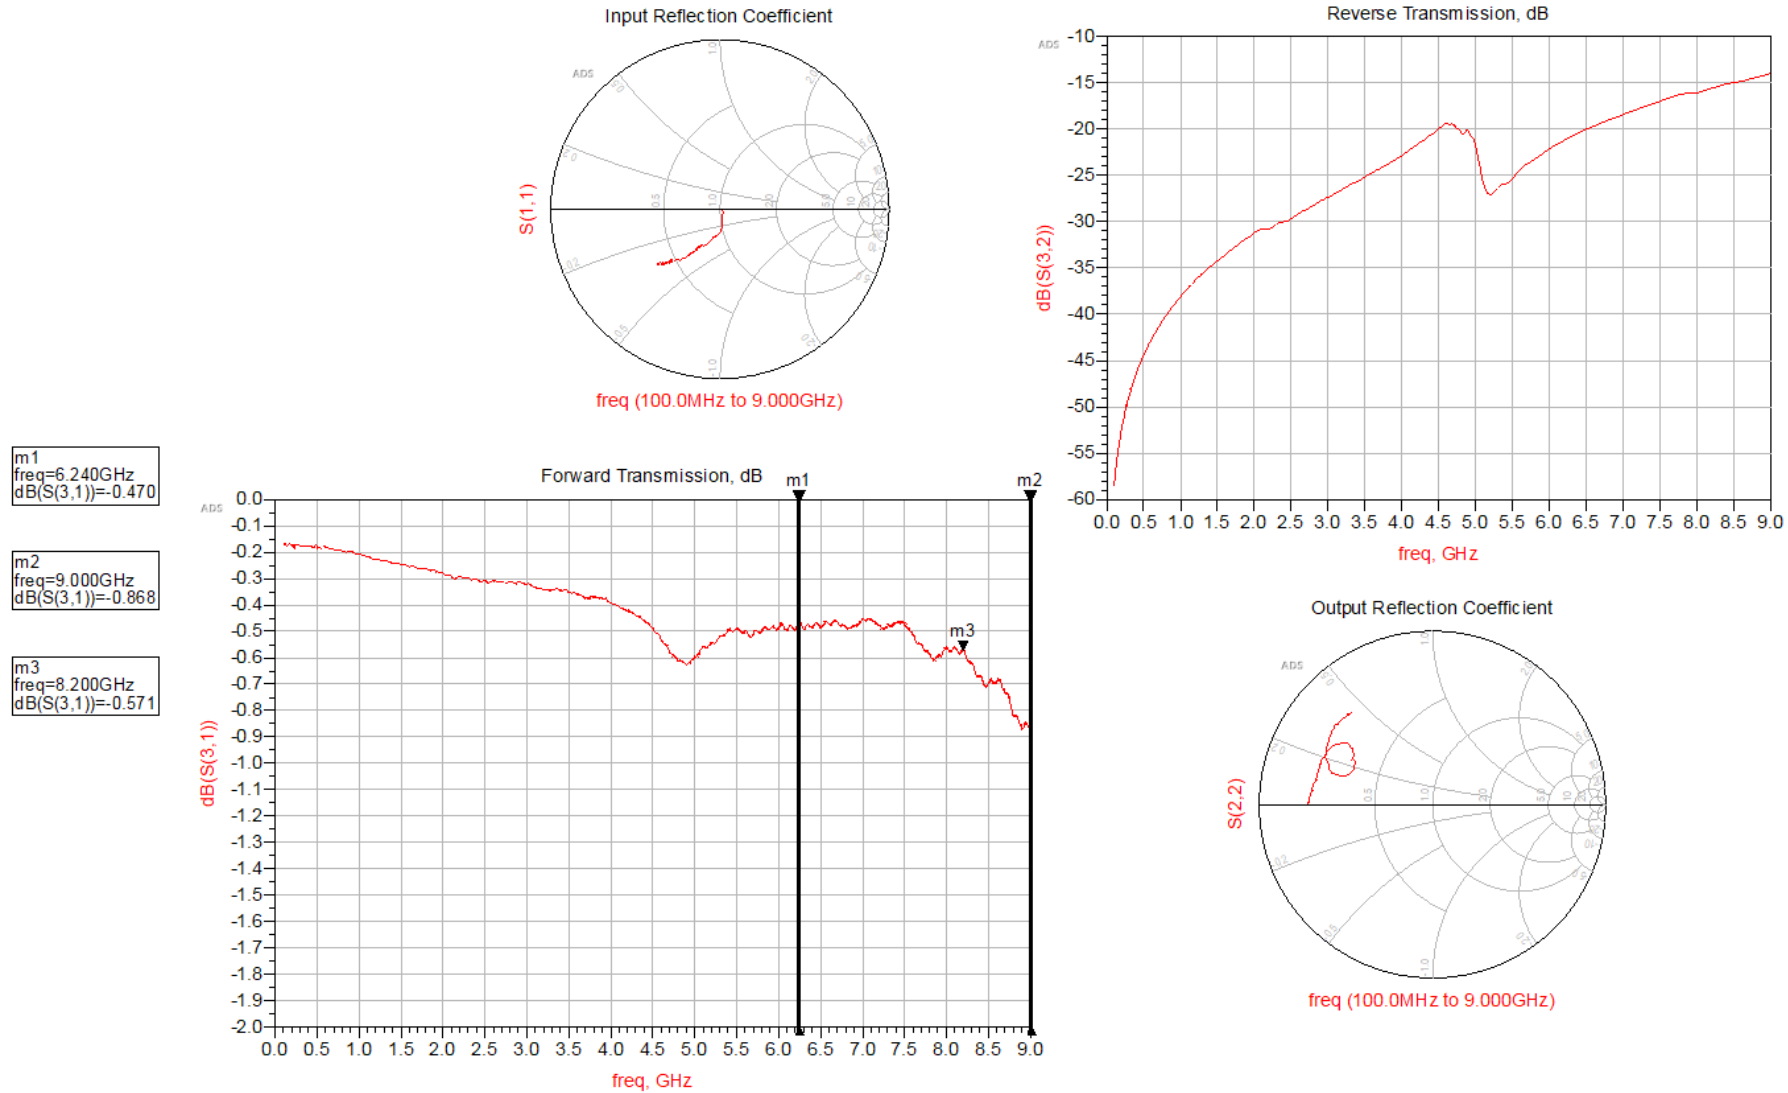 Input Reflection Coefficient
ADS
S(1,1)
freq (100.0MHz to 9.000GHz)
Reverse Transmission, dB
ADS
-10
-15
-20
-25
-30
-35
-40
-45
-50
-55
-60
dB(S(3,2))
0.0 0.5 1.0 1.5 2.0 2.5 3.0 3.5 4.0 4.5 5.0 5.5 6.0 6.5 7.0 7.5 8.0 8.5 9.0
freq, GHz
m1
freq=6.240GHz
dB(S(3,1))=-0.470
m2
freq=9.000GHz
dB(S(3,1))=-0.868
m3
freq=8.200GHz
dB(S(3,1))=-0.571
Forward Transmission, dB
m1
m2
m3
ADS
0.0
-0.1
-0.2
-0.3
-0.4
-0.5
-0.6
-0.7
-0.8
-0.9
-1.0
-1.1
-1.2
-1.3
-1.4
-1.5
-1.6
-1.7
-1.8
-1.9
-2.0
dB(S(3,1))
0.0 0.5 1.0 1.5 2.0 2.5 3.0 3.5 4.0 4.5 5.0 5.5 6.0 6.5 7.0 7.5 8.0 8.5 9.0
freq, GHz
Output Reflection Coefficient
ADS
S(2,2)
freq (100.0MHz to 9.000GHz)